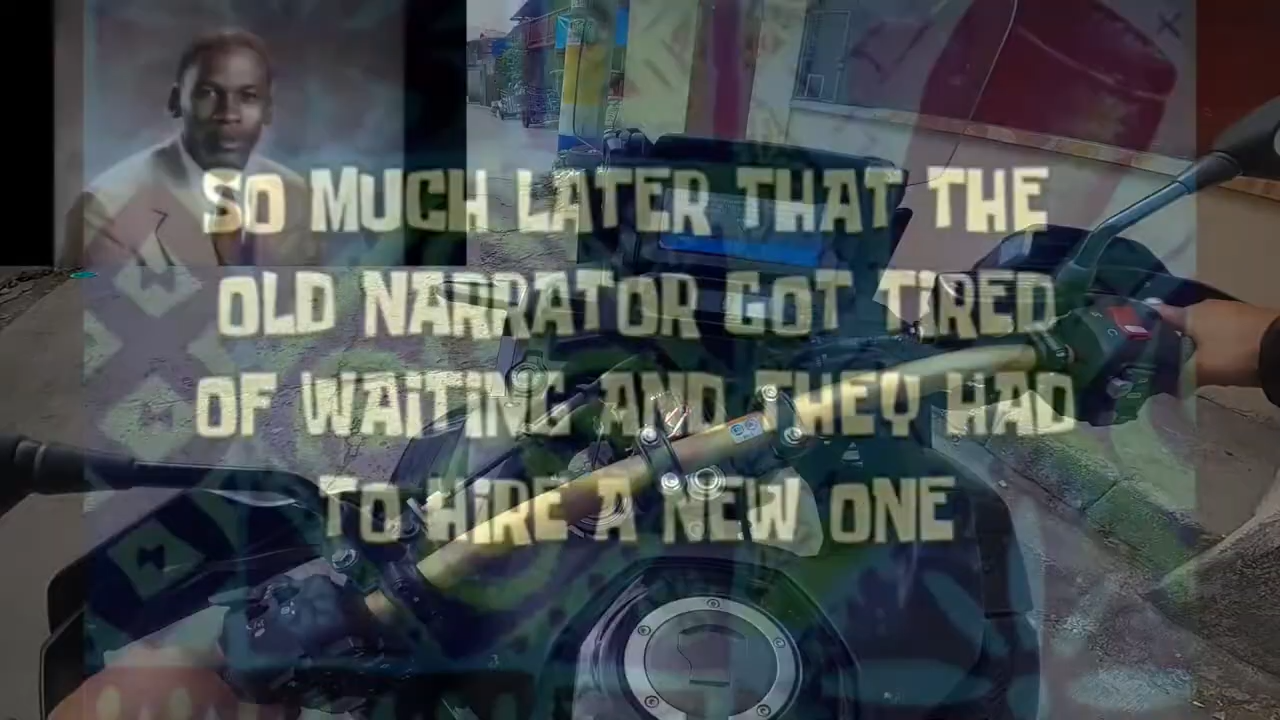 SO MUCH LATER THAT THE
OLD NARRATOR GOT TIRED
OF WAITING AND THEY HAD
TO HIRE A NEW ONE